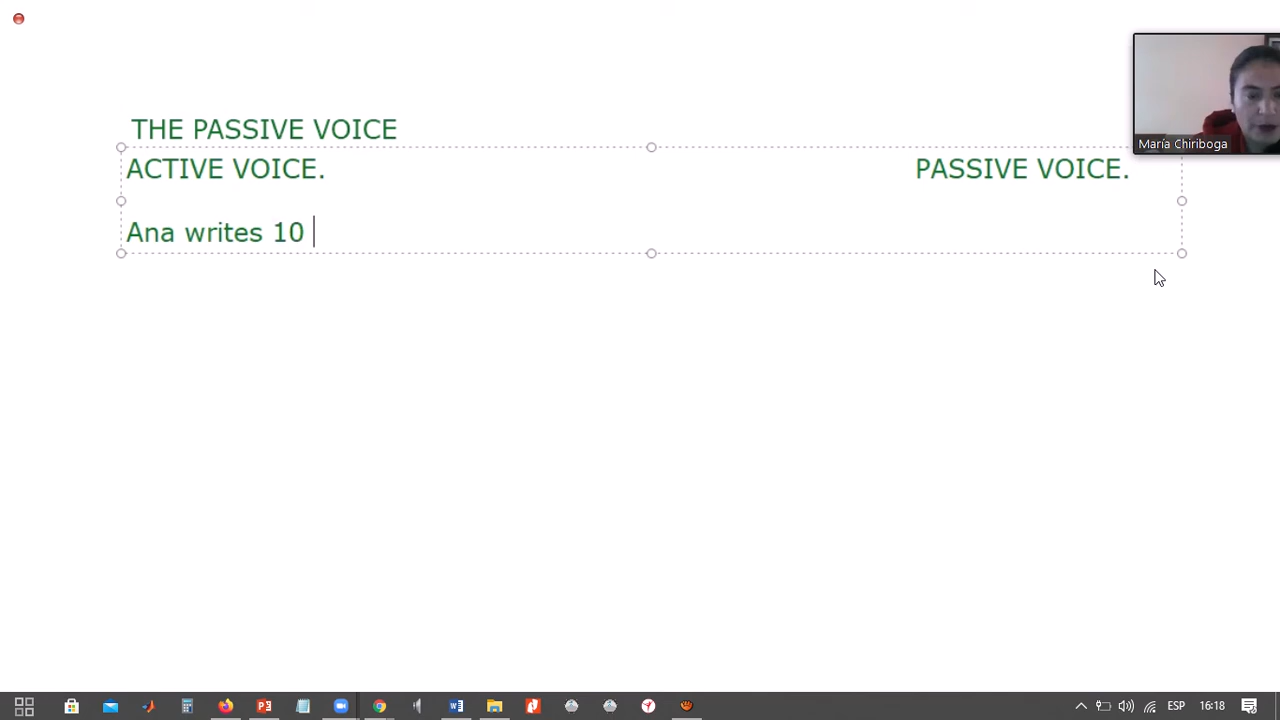 THE PASSIVE VOICE
ACTIVE VOICE. PASSIVE VOICE.
María Chiriboga
Ana writes 10
ESP 16:18